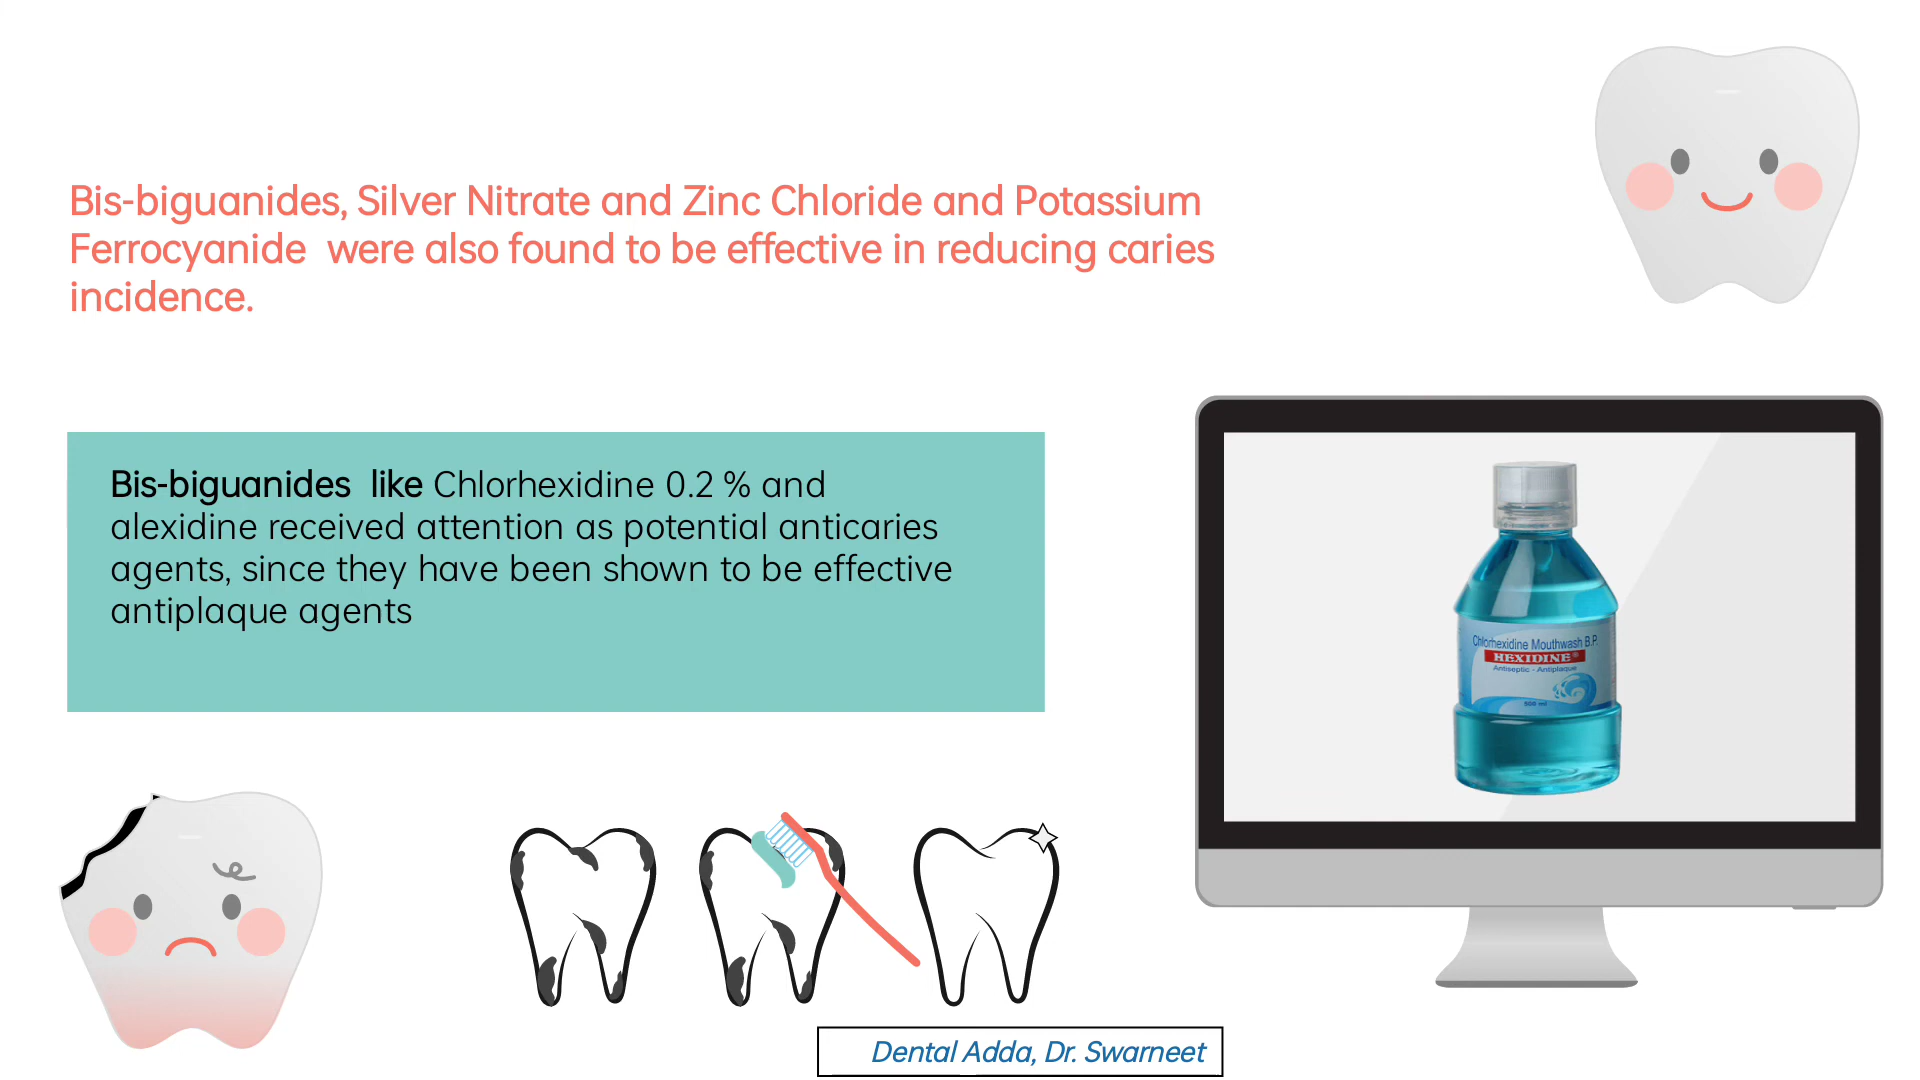 Bis-biguanides, Silver Nitrate and Zinc Chloride and Potassium
Ferrocyanide were also found to be effective in reducing caries
incidence.
Bis-biguanides like Chlorhexidine 0.2 % and
alexidine received attention as potential anticaries
agents, since they have been shown to be effective
antiplaque agents
Chlorhexidine Mouthwash B.P.
HEXIDINE®
Antiseptic - Antiplaque
500 ml
Dental Adda, Dr. Swarneet